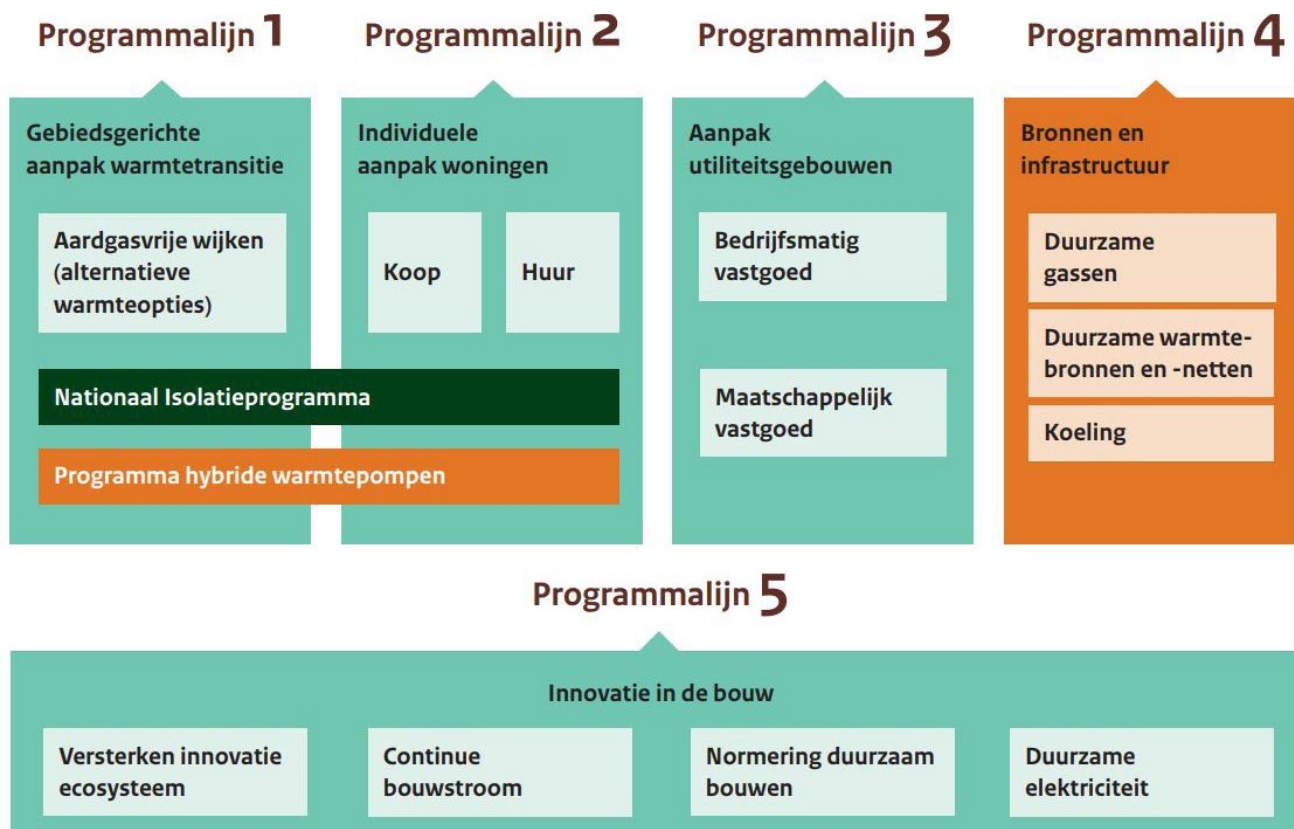 Programmalijn 1
Gebiedsgerichte
aanpak warmtetransitie
Aardgasvrije wijken
(alternatieve
warmteopties)
Programmalijn 2
Individuele
aanpak woningen
Koop
Huur
Nationaal Isolatieprogramma
Programma hybride warmtepompen
Programmalijn 3
Aanpak
utiliteitsgebouwen
Bedrijfsmatig
vastgoed
Maatschappelijk
vastgoed
Programmalijn 4
Bronnen en
infrastructuur
Duurzame
gassen
Duurzame warmte-
bronnen en -netten
Koeling
Programmalijn 5
Innovatie in de bouw
Versterken innovatie
ecosysteem
Continue
bouwstroom
Normering duurzaam
bouwen
Duurzame
elektriciteit